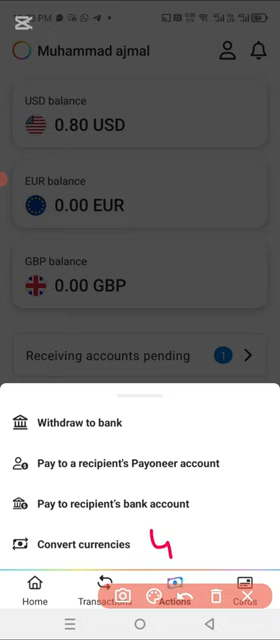 Muhammad ajmal
USD balance
0.80 USD
EUR balance
0.00 EUR
GBP balance
0.00 GBP
Receiving accounts pending 1
Withdraw to bank
Pay to a recipient's Payoneer account
Pay to recipient's bank account
Convert currencies
Home Transactions Actions Cards